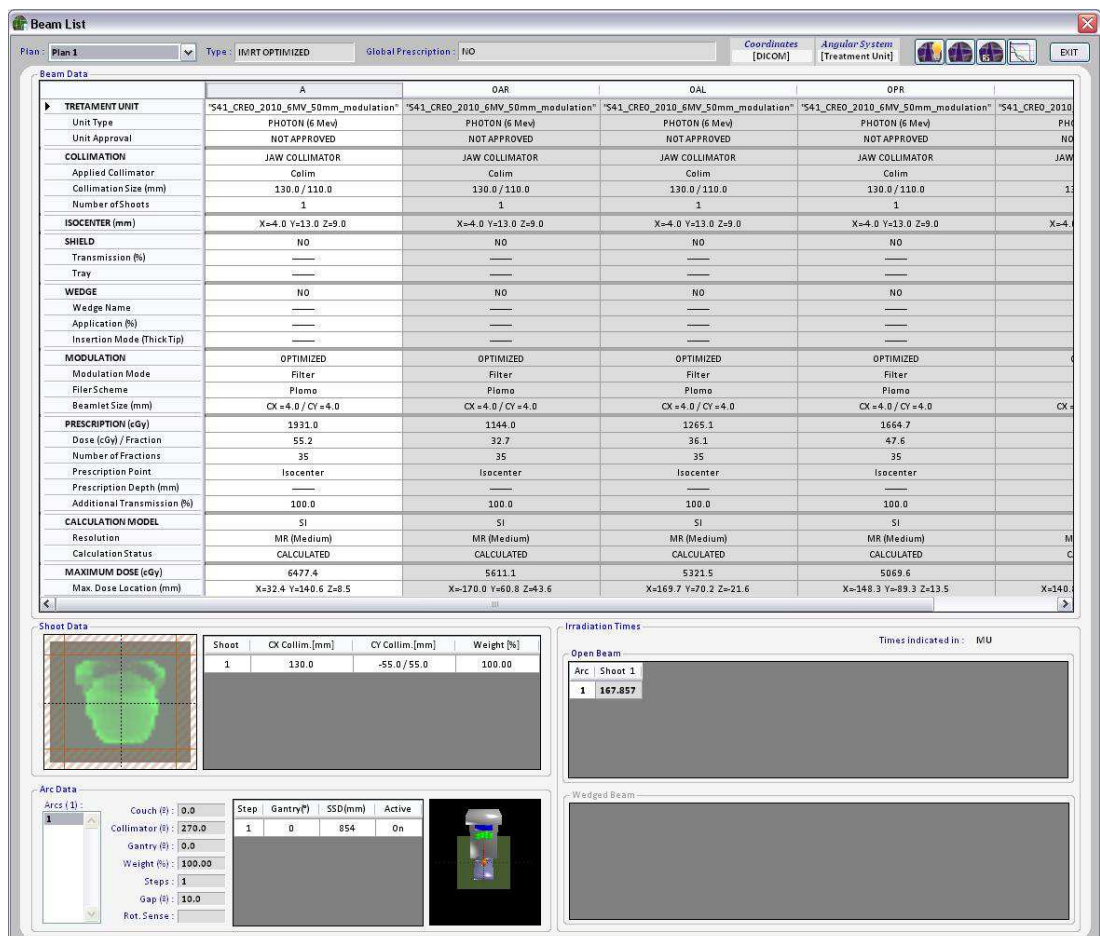 Beam List
Plan : Plan 1 Type : IMRT OPTIMIZED Global Prescription : NO Coordinates [DICOM] Angular System [Treatment Unit] RS EXIT
Beam Data
A OAR OAL OPR
TRETAMENT UNIT "S41_CREO_2010_6MV_50mm_modulation" "S41_CREO_2010_6MV_50mm_modulation" "S41_CREO_2010_6MV_50mm_modulation" "S41_CREO_2010_6MV_50mm_modulation" "S41_CREO_2010
Unit Type PHOTON (6 Mev) PHOTON (6 Mev) PHOTON (6 Mev) PHOTON (6 Mev) PH
Unit Approval NOT APPROVED NOT APPROVED NOT APPROVED NOT APPROVED NO
COLLIMATION JAW COLLIMATOR JAW COLLIMATOR JAW COLLIMATOR JAW COLLIMATOR JAW
Applied Collimator Colim Colim Colim Colim
Collimation Size (mm) 130.0 / 110.0 130.0 / 110.0 130.0 / 110.0 130.0 / 110.0 13
Number of Shoots 1 1 1 1
ISOCENTER (mm) X=-4.0 Y=13.0 Z=9.0 X=-4.0 Y=13.0 Z=9.0 X=-4.0 Y=13.0 Z=9.0 X=-4.0 Y=13.0 Z=9.0 X=-4.
SHIELD NO NO NO NO
Transmission (%) —— —— —— ——
Tray —— —— —— ——
WEDGE NO NO NO NO
Wedge Name —— —— —— ——
Application (%) —— —— —— ——
Insertion Mode (Thick Tip) —— —— —— ——
MODULATION OPTIMIZED OPTIMIZED OPTIMIZED OPTIMIZED
Modulation Mode Filter Filter Filter Filter
Filer Scheme Plomo Plomo Plomo Plomo
Beamlet Size (mm) CX =4.0 / CY =4.0 CX =4.0 / CY =4.0 CX =4.0 / CY =4.0 CX =4.0 / CY =4.0 CX =
PRESCRIPTION (cGy) 1931.0 1144.0 1265.1 1664.7
Dose (cGy) / Fraction 55.2 32.7 36.1 47.6
Number of Fractions 35 35 35 35
Prescription Point Isocenter Isocenter Isocenter Isocenter
Prescription Depth (mm) —— —— —— ——
Additional Transmission (%) 100.0 100.0 100.0 100.0
CALCULATION MODEL SI SI SI SI
Resolution MR (Medium) MR (Medium) MR (Medium) MR (Medium) M
Calculation Status CALCULATED CALCULATED CALCULATED CALCULATED C
MAXIMUM DOSE (cGy) 6477.4 5611.1 5321.5 5069.6
Max. Dose Location (mm) X=32.4 Y=140.6 Z=8.5 X=-170.0 Y=60.8 Z=43.6 X=169.7 Y=70.2 Z=-21.6 X=-148.3 Y=-89.3 Z=13.5 X=140.
Shoot Data
Shoot CX Collim.[mm] CY Collim.[mm] Weight [%]
1 130.0 -55.0 / 55.0 100.00
Irradiation Times
Times indicated in : MU
Open Beam
Arc Shoot 1
1 167.857
Arc Data
Arcs (1) :
1
Couch (º) : 0.0
Collimator (º) : 270.0
Gantry (º) : 0.0
Weight (%) : 100.00
Steps : 1
Gap (º) : 10.0
Rot. Sense :
Step Gantry(º) SSD(mm) Active
1 0 854 On
Wedged Beam